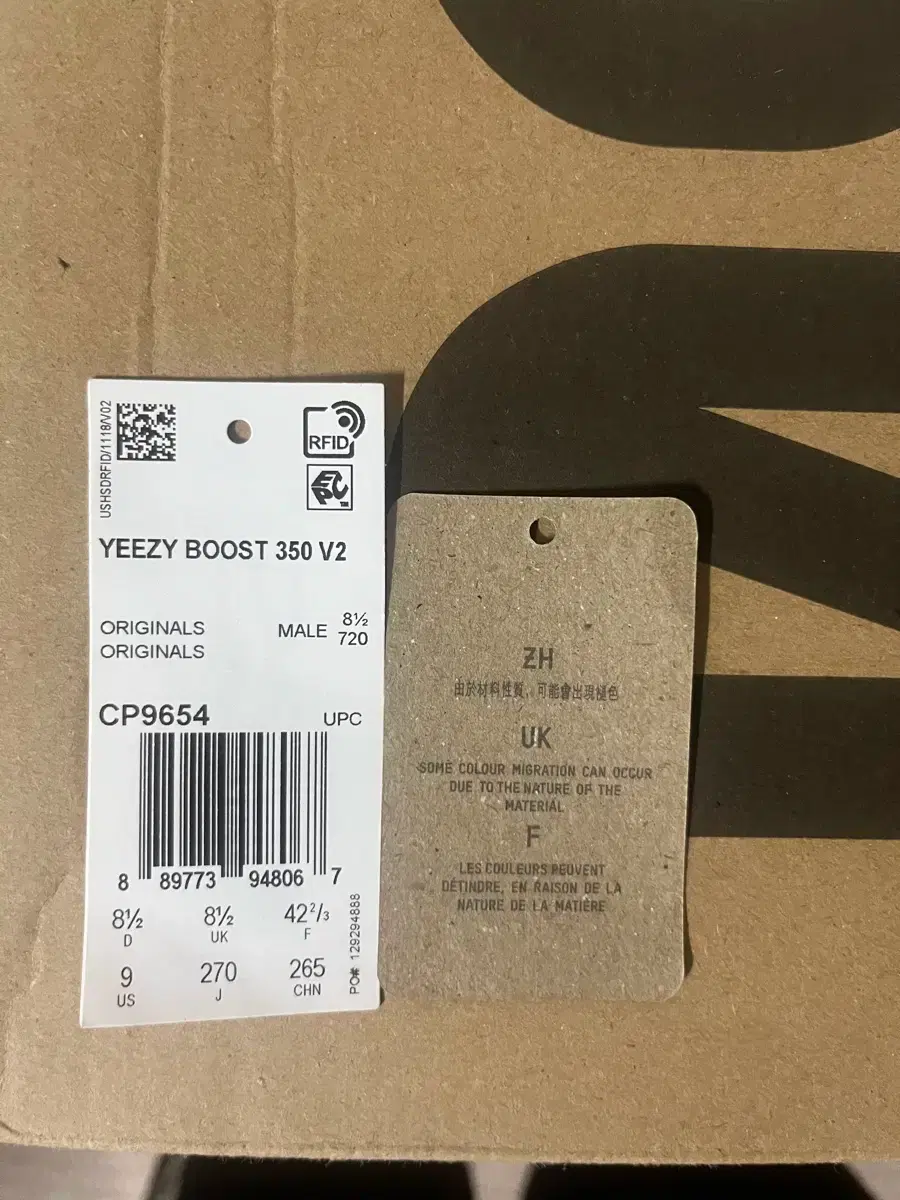 USHSDRFID/1118/V02
RFID
EPC
YEEZY BOOST 350 V2
ORIGINALS
ORIGINALS
MALE 8½
720
CP9654
UPC
8 89773 94806 7
8½ 8½ 42²/₃
D UK F
9 270 265
US J CHN
PO# 129294888
ZH
由於材料性質,可能會出現褪色
UK
SOME COLOUR MIGRATION CAN OCCUR
DUE TO THE NATURE OF THE
MATERIAL
F
LES COULEURS PEUVENT
DÉTINDRE, EN RAISON DE LA
NATURE DE LA MATIÈRE